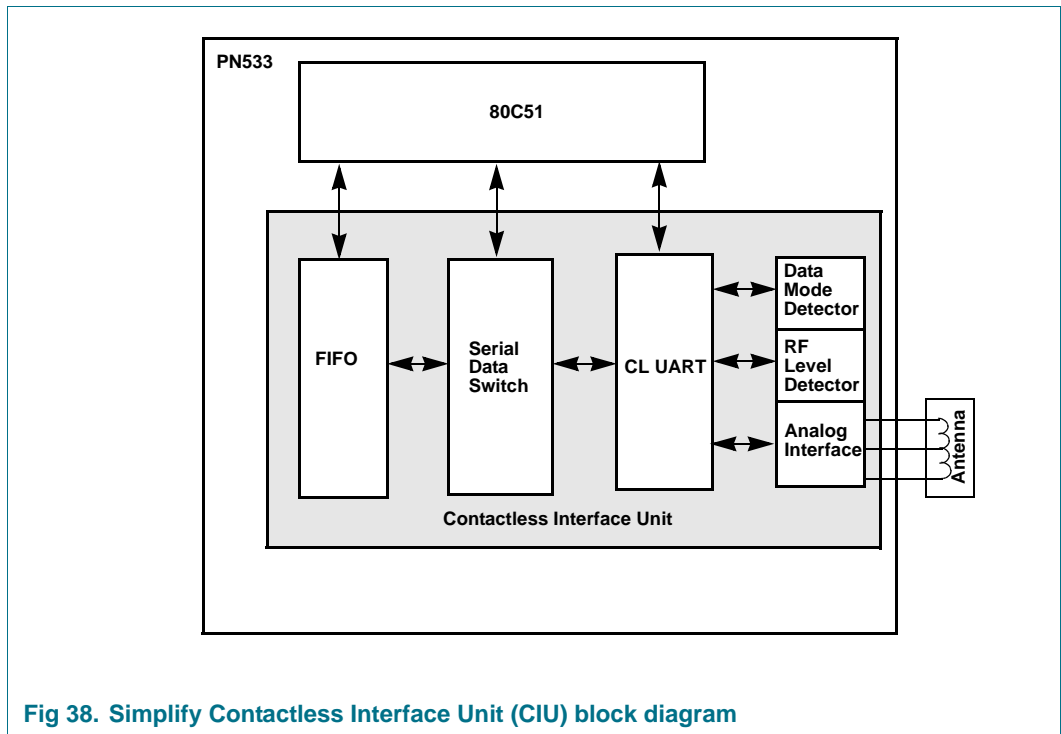 PN533
80C51
FIFO
Serial
Data
Switch
CL UART
Data
Mode
Detector
RF
Level
Detector
Analog
Interface
Antenna
Contactless Interface Unit
Fig 38. Simplify Contactless Interface Unit (CIU) block diagram